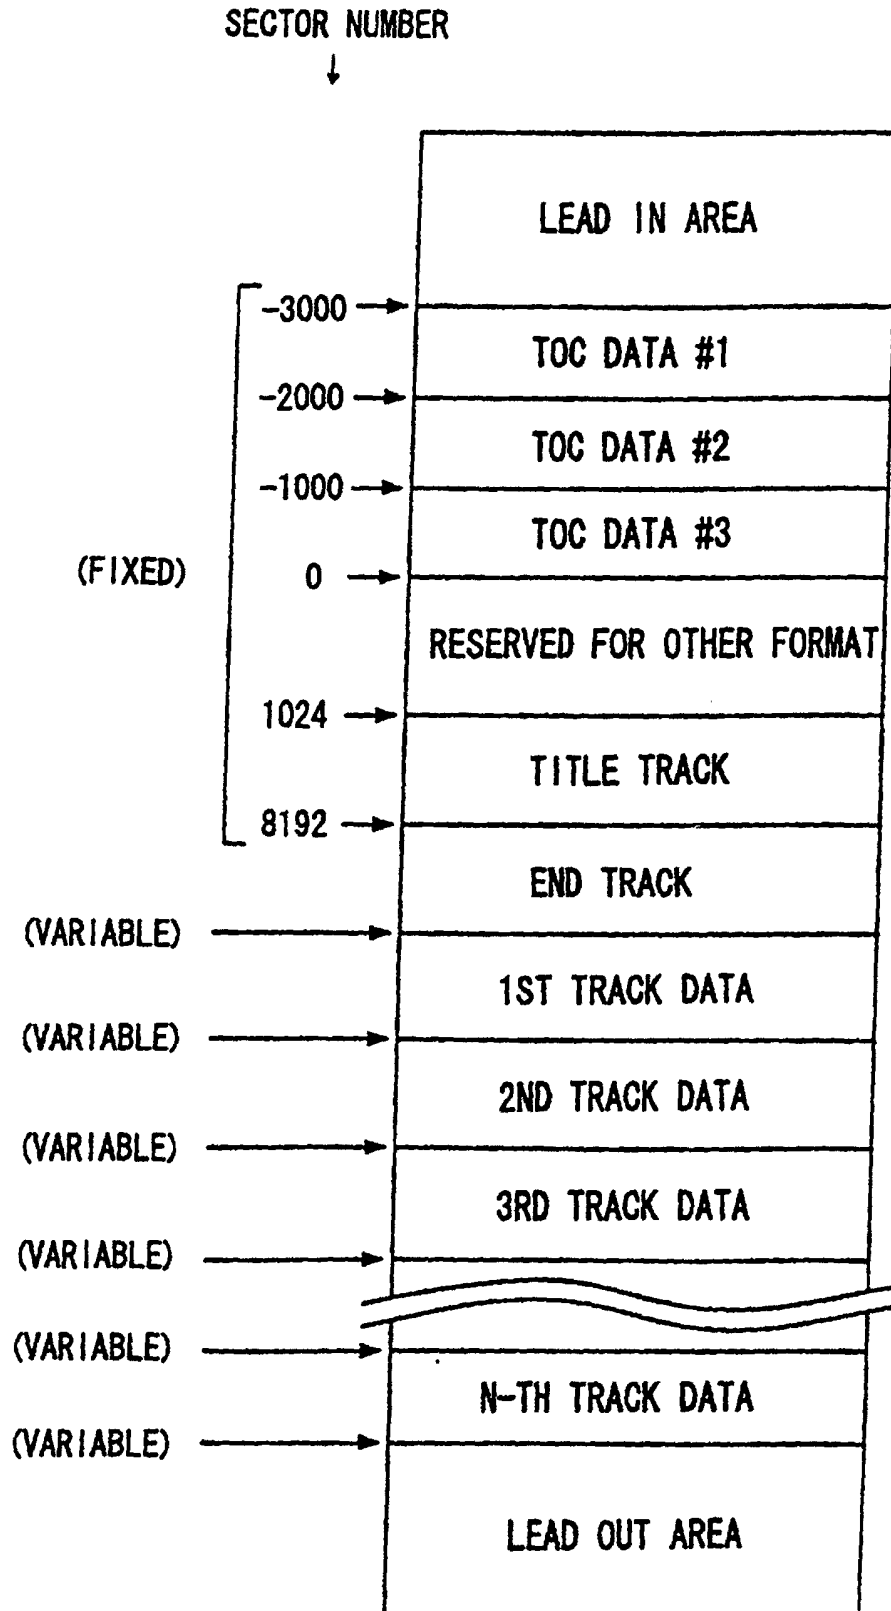 SECTOR NUMBER
LEAD IN AREA
-3000
TOC DATA #1
-2000
TOC DATA #2
-1000
TOC DATA #3
(FIXED)
0
RESERVED FOR OTHER FORMAT
1024
TITLE TRACK
8192
END TRACK
(VARIABLE)
1ST TRACK DATA
(VARIABLE)
2ND TRACK DATA
(VARIABLE)
3RD TRACK DATA
(VARIABLE)
(VARIABLE)
N-TH TRACK DATA
(VARIABLE)
LEAD OUT AREA